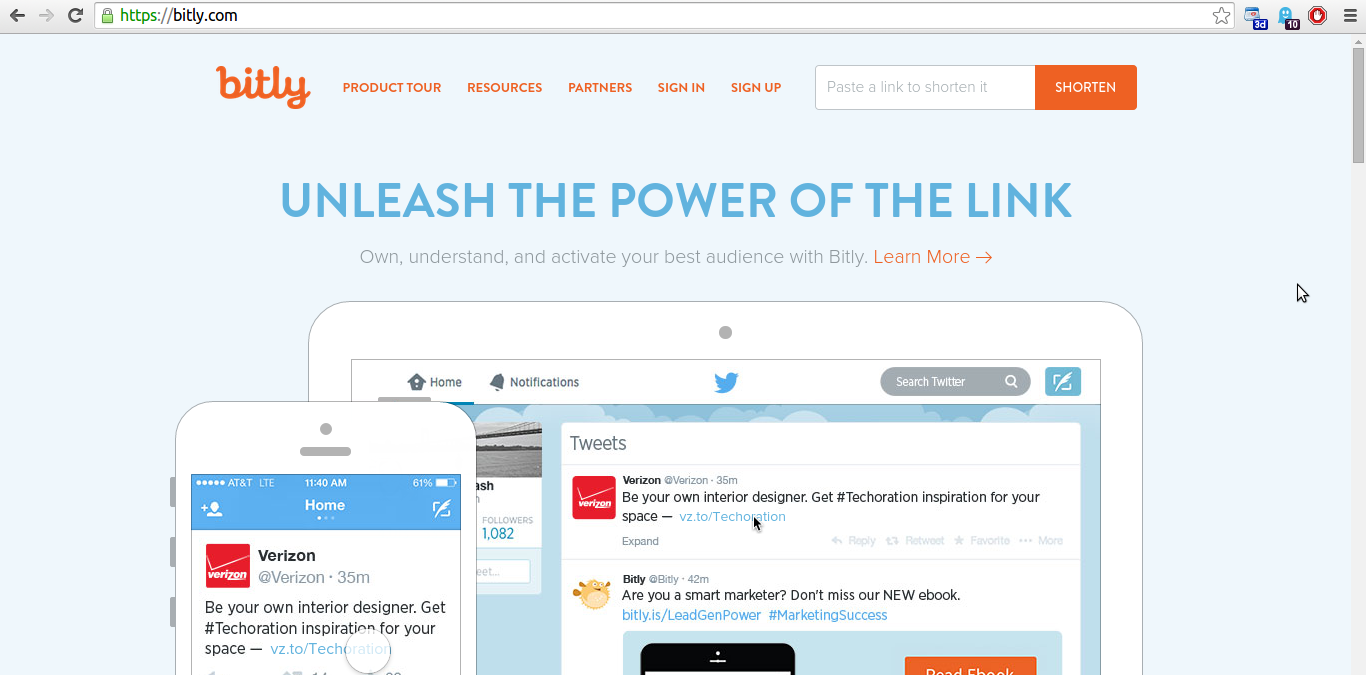 https://bitly.com
3d
10
bitly
PRODUCT TOUR
RESOURCES
PARTNERS
SIGN IN
SIGN UP
Paste a link to shorten it
SHORTEN
UNLEASH THE POWER OF THE LINK
Own, understand, and activate your best audience with Bitly. Learn More →
Home
Notifications
Search Twitter
Tweets
Verizon @Verizon · 35m
verizon
Be your own interior designer. Get #Techoration inspiration for your
space — vz.to/Techoration
Expand
Reply
Retweet
Favorite
More
Bitly @Bitly · 42m
Are you a smart marketer? Don't miss our NEW ebook.
bitly.is/LeadGenPower #MarketingSuccess
Read Ebook
FOLLOWERS
1,082
AT&T LTE
11:40 AM
61%
Home
verizon
Verizon
@Verizon · 35m
Be your own interior designer. Get
#Techoration inspiration for your
space — vz.to/Techoration